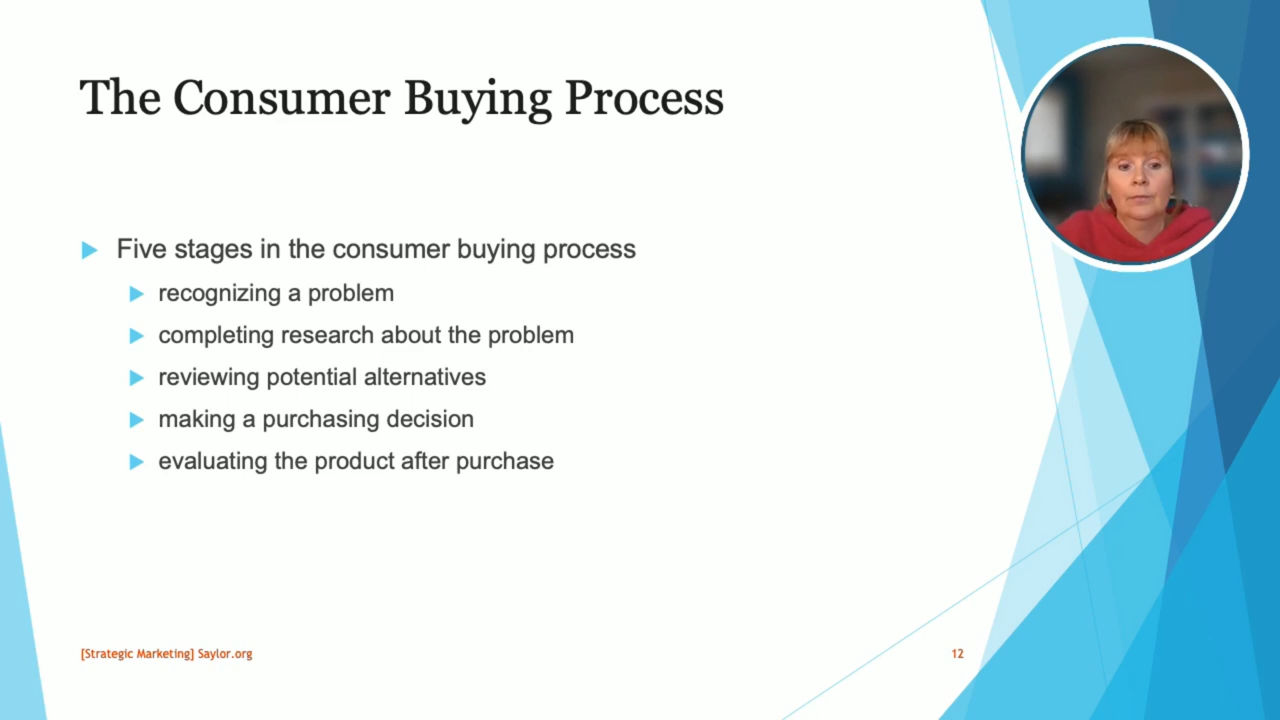 The Consumer Buying Process
Five stages in the consumer buying process
recognizing a problem
completing research about the problem
reviewing potential alternatives
making a purchasing decision
evaluating the product after purchase
[Strategic Marketing] Saylor.org
12